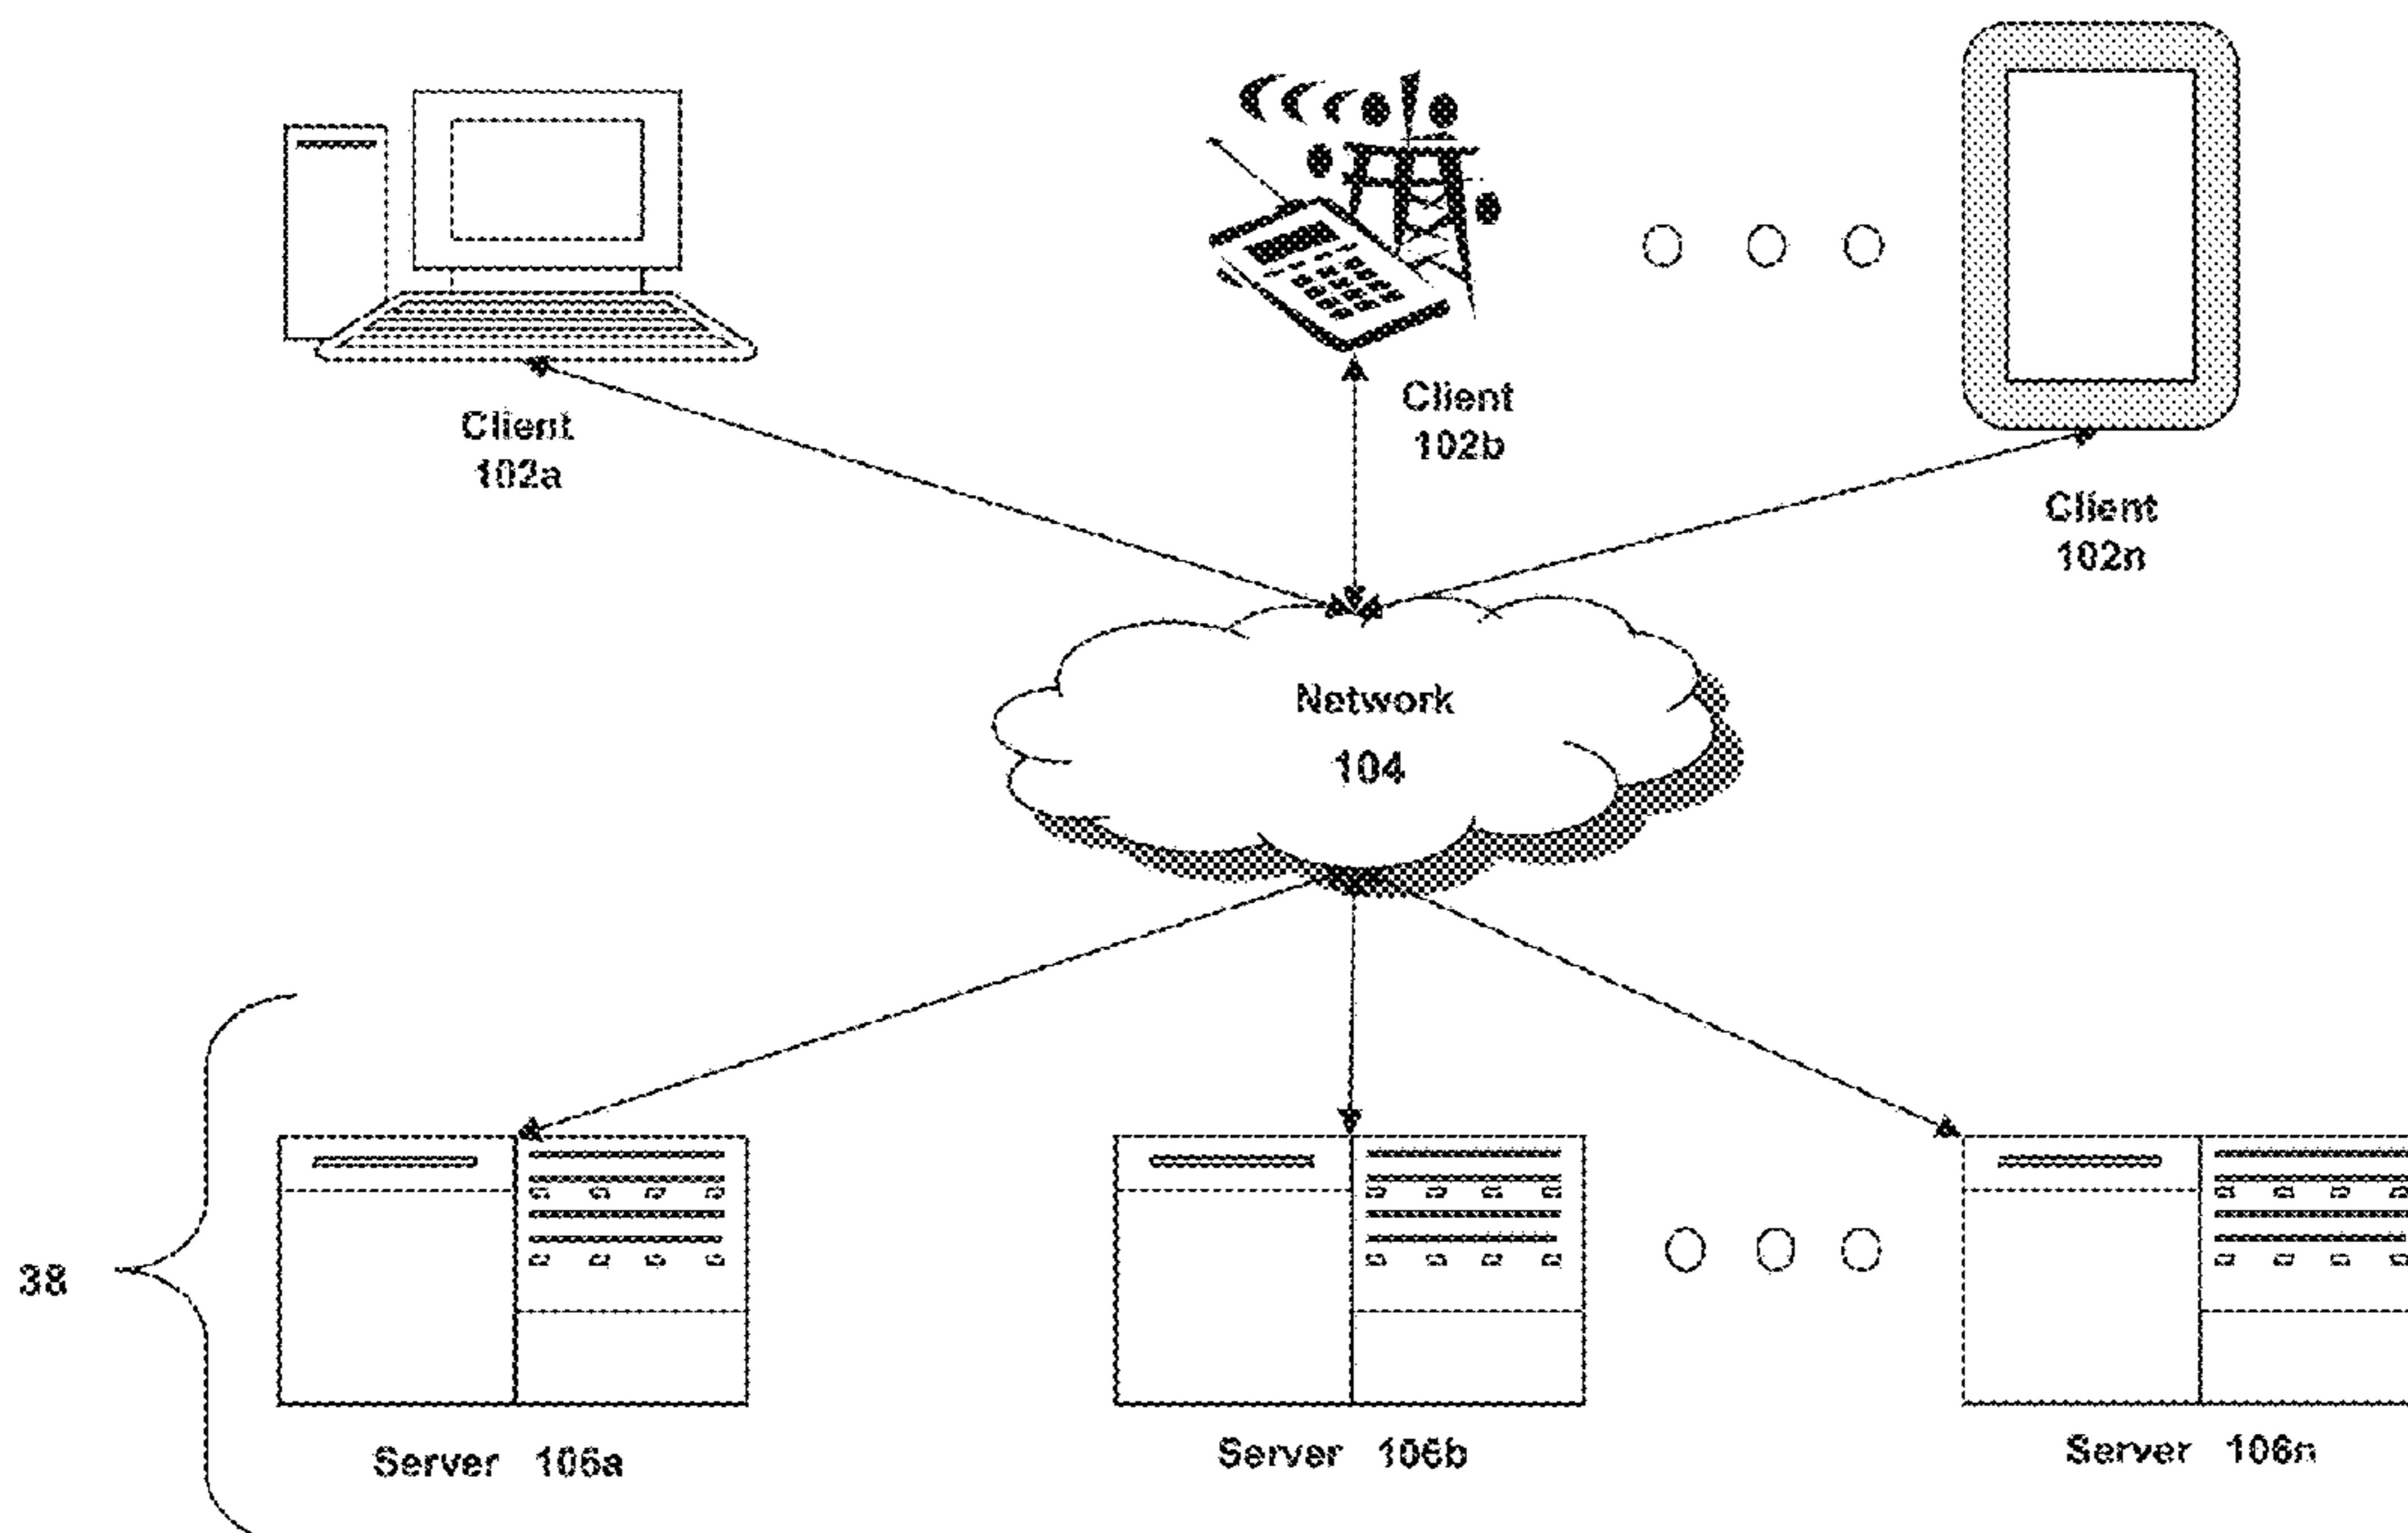 Client
102a
Client
102b
Client
102n
Network
104
38
Server 106a
Server 106b
Server 106n